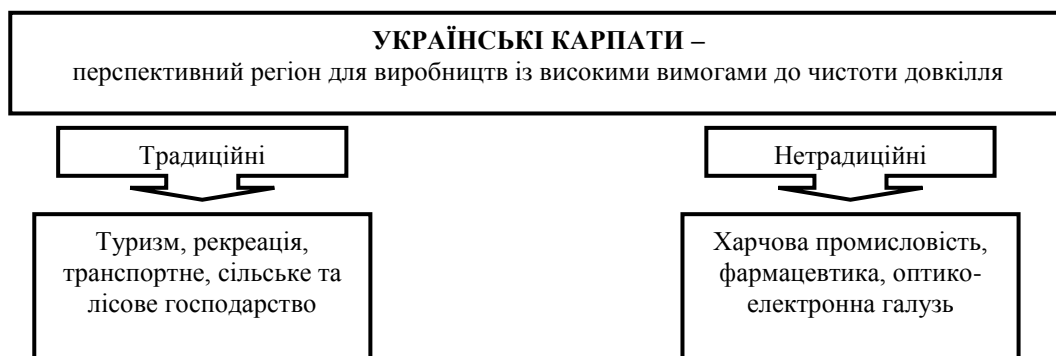 УКРАЇНСЬКІ КАРПАТИ –
перспективний регіон для виробництв із високими вимогами до чистоти довкілля
Традиційні
Нетрадиційні
Туризм, рекреація,
транспортне, сільське та
лісове господарство
Харчова промисловість,
фармацевтика, оптико-
електронна галузь